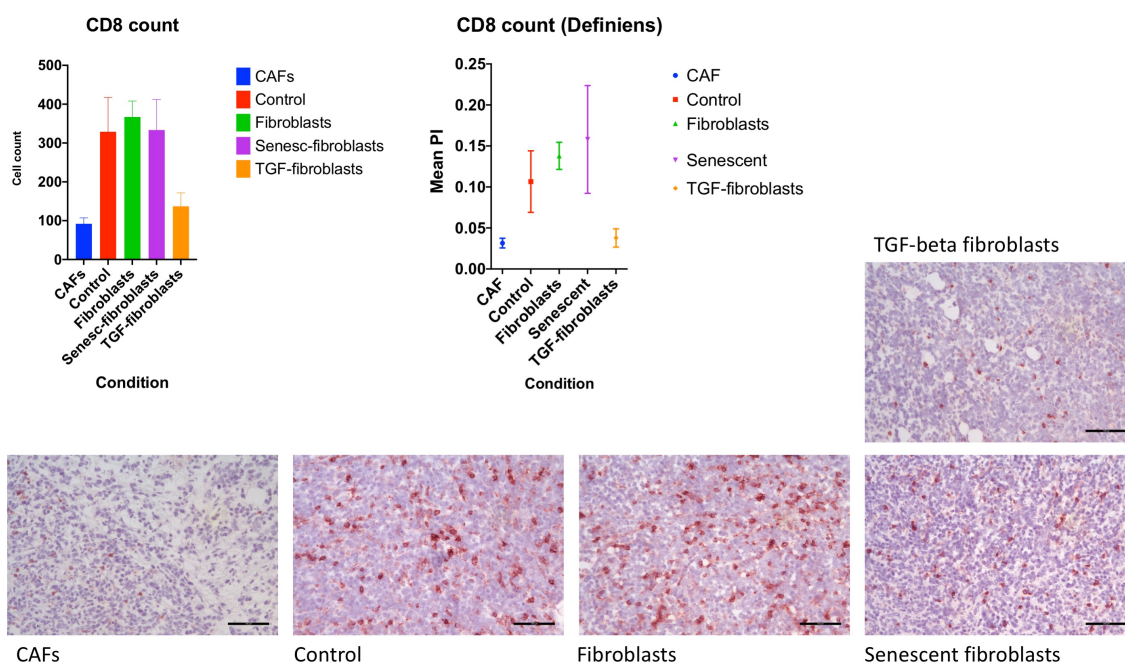 CD8 count
500
400
300
200
100
0
Cell count
CAFs
Control
Fibroblasts
Senesc-fibroblasts
TGF-fibroblasts
Condition
CAFs
Control
Fibroblasts
Senesc-fibroblasts
TGF-fibroblasts
CD8 count (Definiens)
0.25
0.20
0.15
0.10
0.05
0.00
Mean PI
CAF
Control
Fibroblasts
Senescent
TGF-fibroblasts
Condition
CAF
Control
Fibroblasts
Senescent
TGF-fibroblasts
TGF-beta fibroblasts
CAFs
Control
Fibroblasts
Senescent fibroblasts